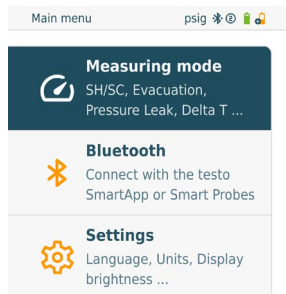 Main menu psig ②
Measuring mode
SH/SC, Evacuation,
Pressure Leak, Delta T ...
Bluetooth
Connect with the testo
SmartApp or Smart Probes
Settings
Language, Units, Display
brightness ...